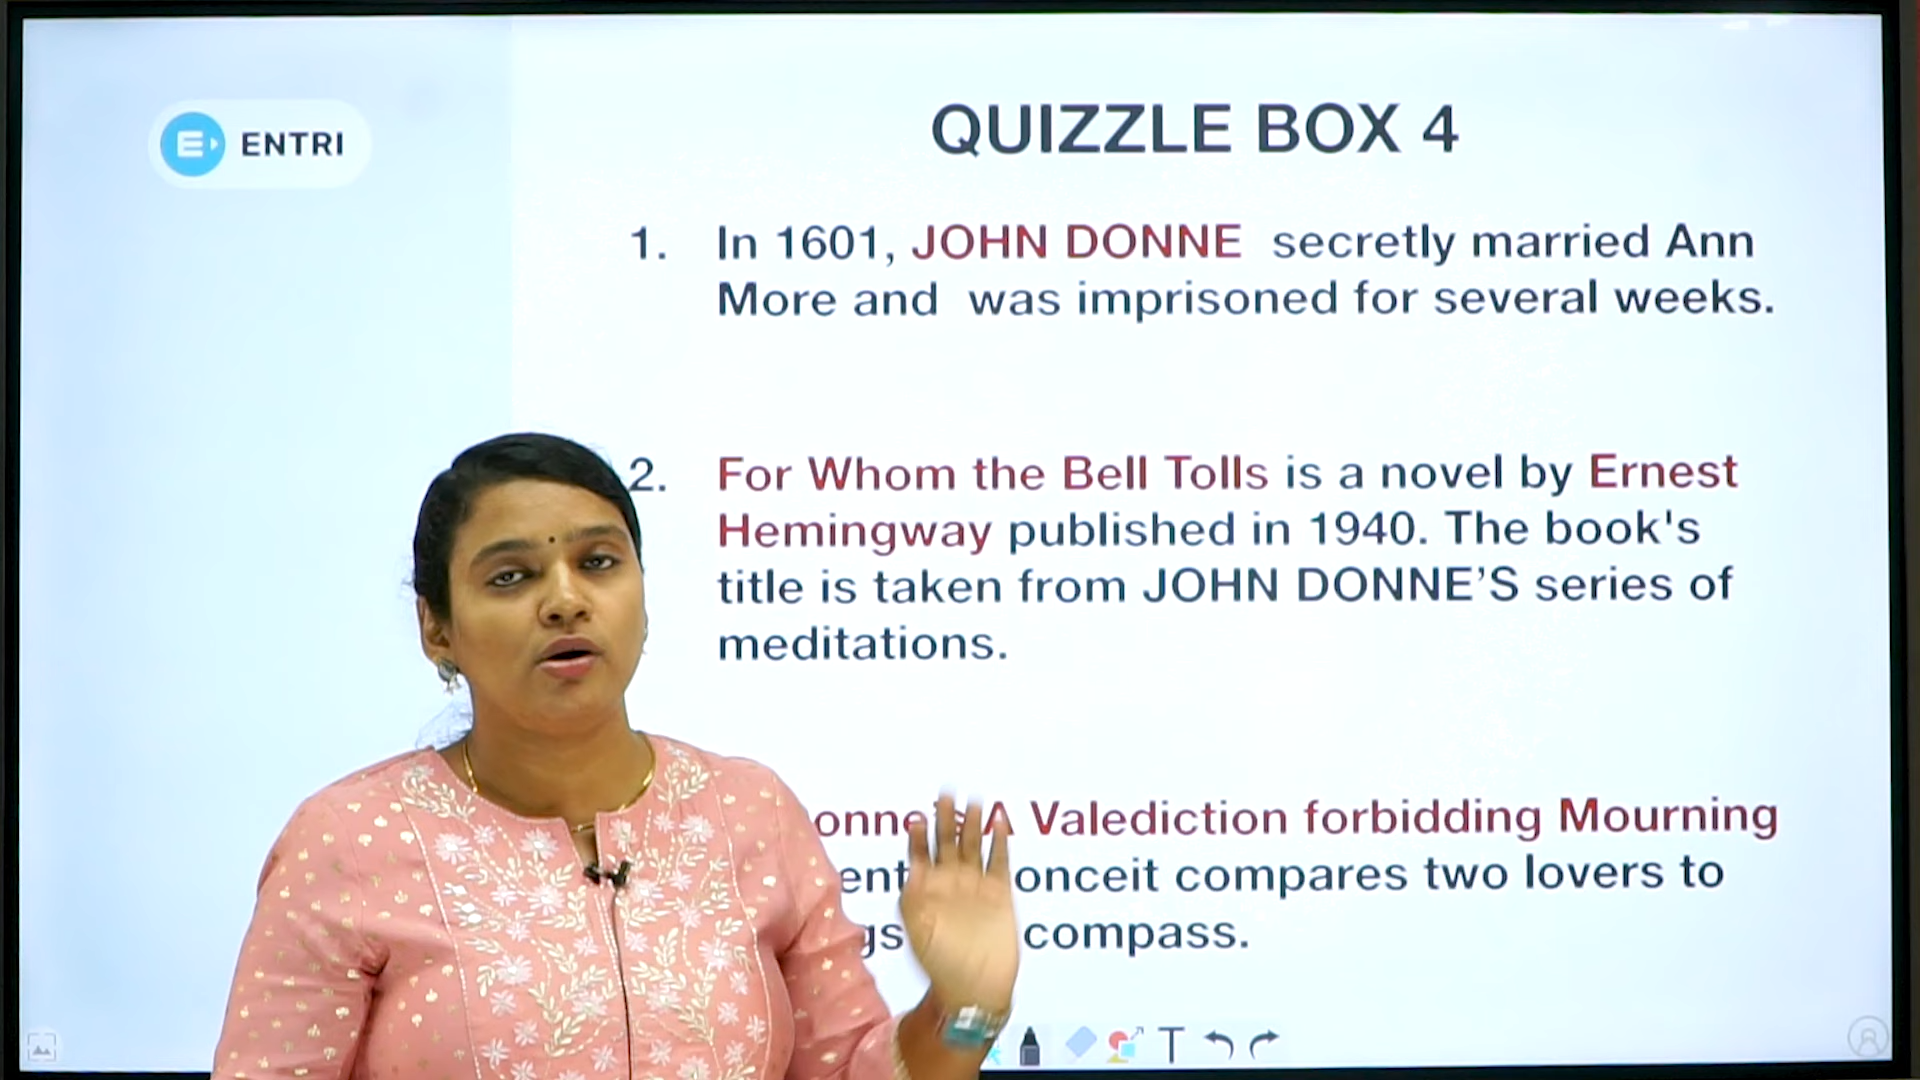 ENTRI
QUIZZLE BOX 4
1. In 1601, JOHN DONNE secretly married Ann
More and was imprisoned for several weeks.
2. For Whom the Bell Tolls is a novel by Ernest
Hemingway published in 1940. The book's
title is taken from JOHN DONNE’S series of
meditations.
A Valediction forbidding Mourning
compares two lovers to
compass.
T